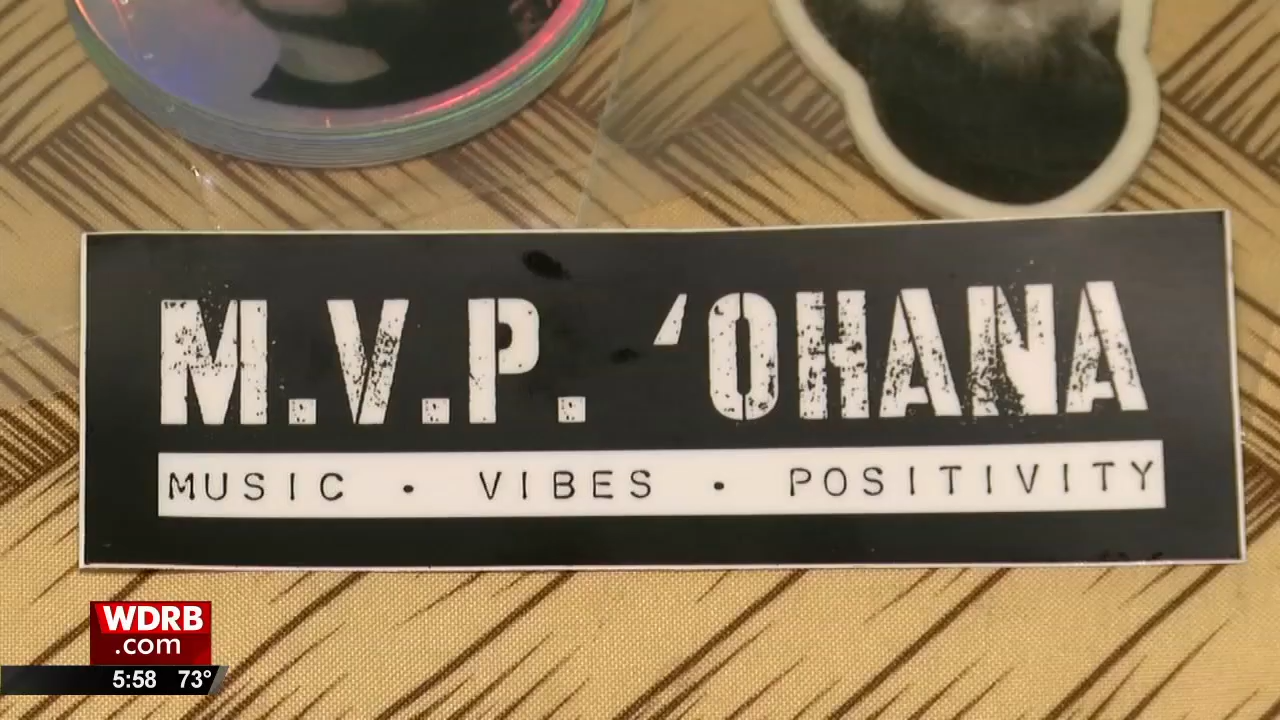 M.V.P. ‘OHANA
MUSIC • VIBES • POSITIVITY
WDRB
.com
5:58 73°